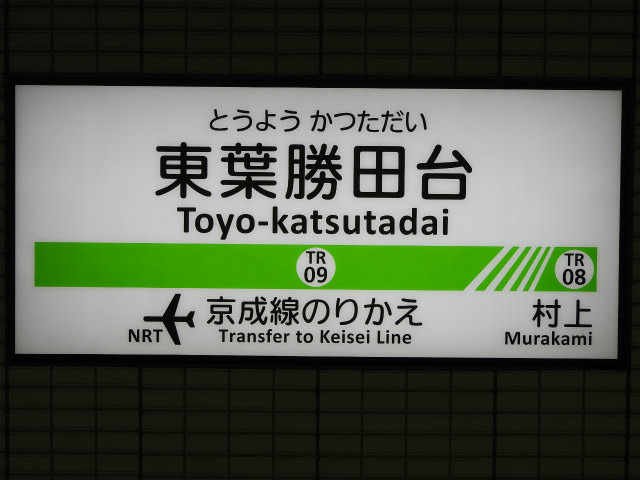 とうようかつただい
東葉勝田台
Toyo-katsutadai
TR 09
TR 08
NRT 京成線のりかえ
Transfer to Keisei Line
村上
Murakami